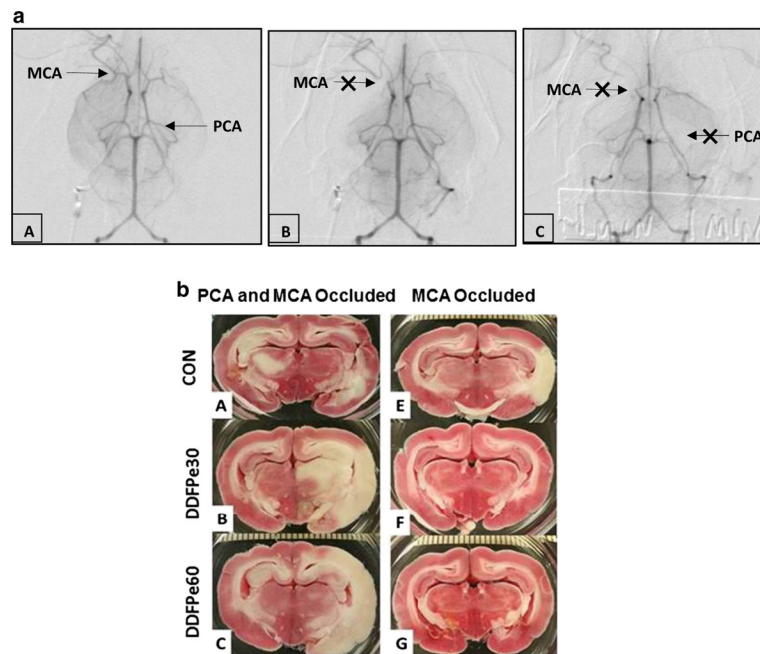 a
MCA
PCA
A
MCA
B
MCA
PCA
C
b
PCA and MCA Occluded
MCA Occluded
CON
A
E
DDFPe30
B
F
DDFPe60
C
G